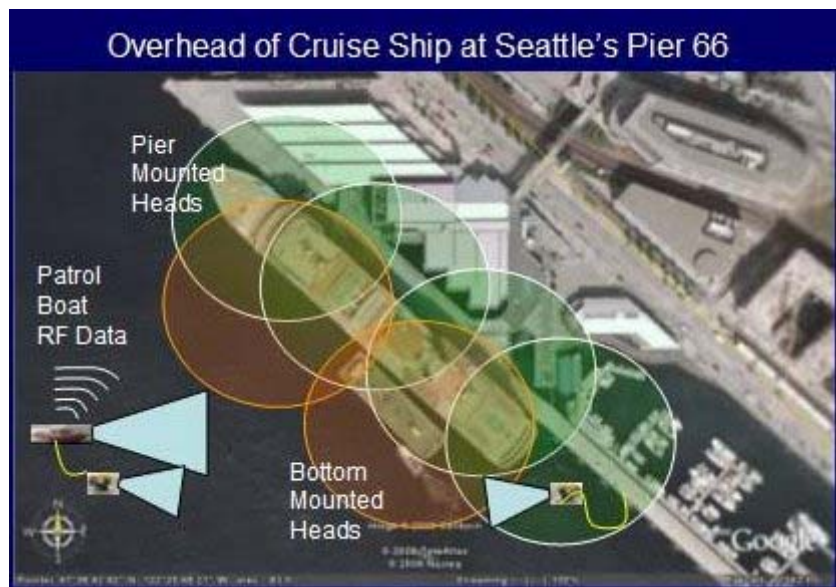 Overhead of Cruise Ship at Seattle's Pier 66
Pier
Mounted
Heads
Patrol
Boat
RF Data
Bottom
Mounted
Heads
N
W
E
S
Google